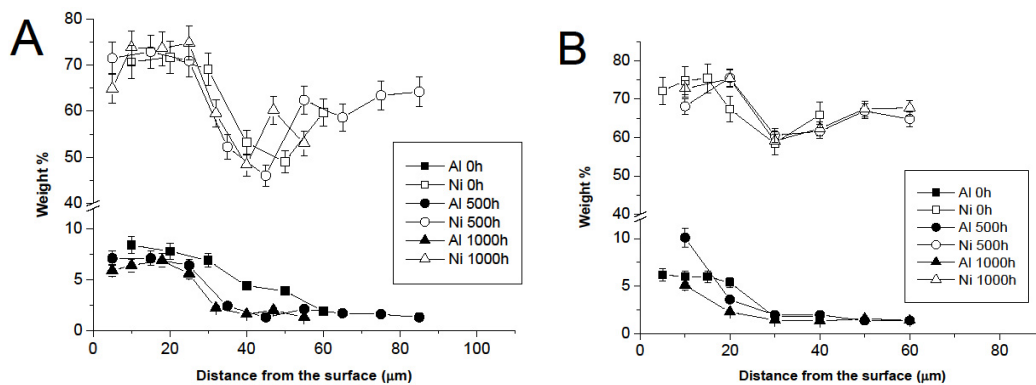 A
80
70
60
50
40
10
5
0
Weight %
0 20 40 60 80 100
Distance from the surface (μm)
Al 0h
Ni 0h
Al 500h
Ni 500h
Al 1000h
Ni 1000h
B
80
70
60
50
40
10
5
0
Weight %
0 20 40 60 80
Distance from the surface (μm)
Al 0h
Ni 0h
Al 500h
Ni 500h
Al 1000h
Ni 1000h